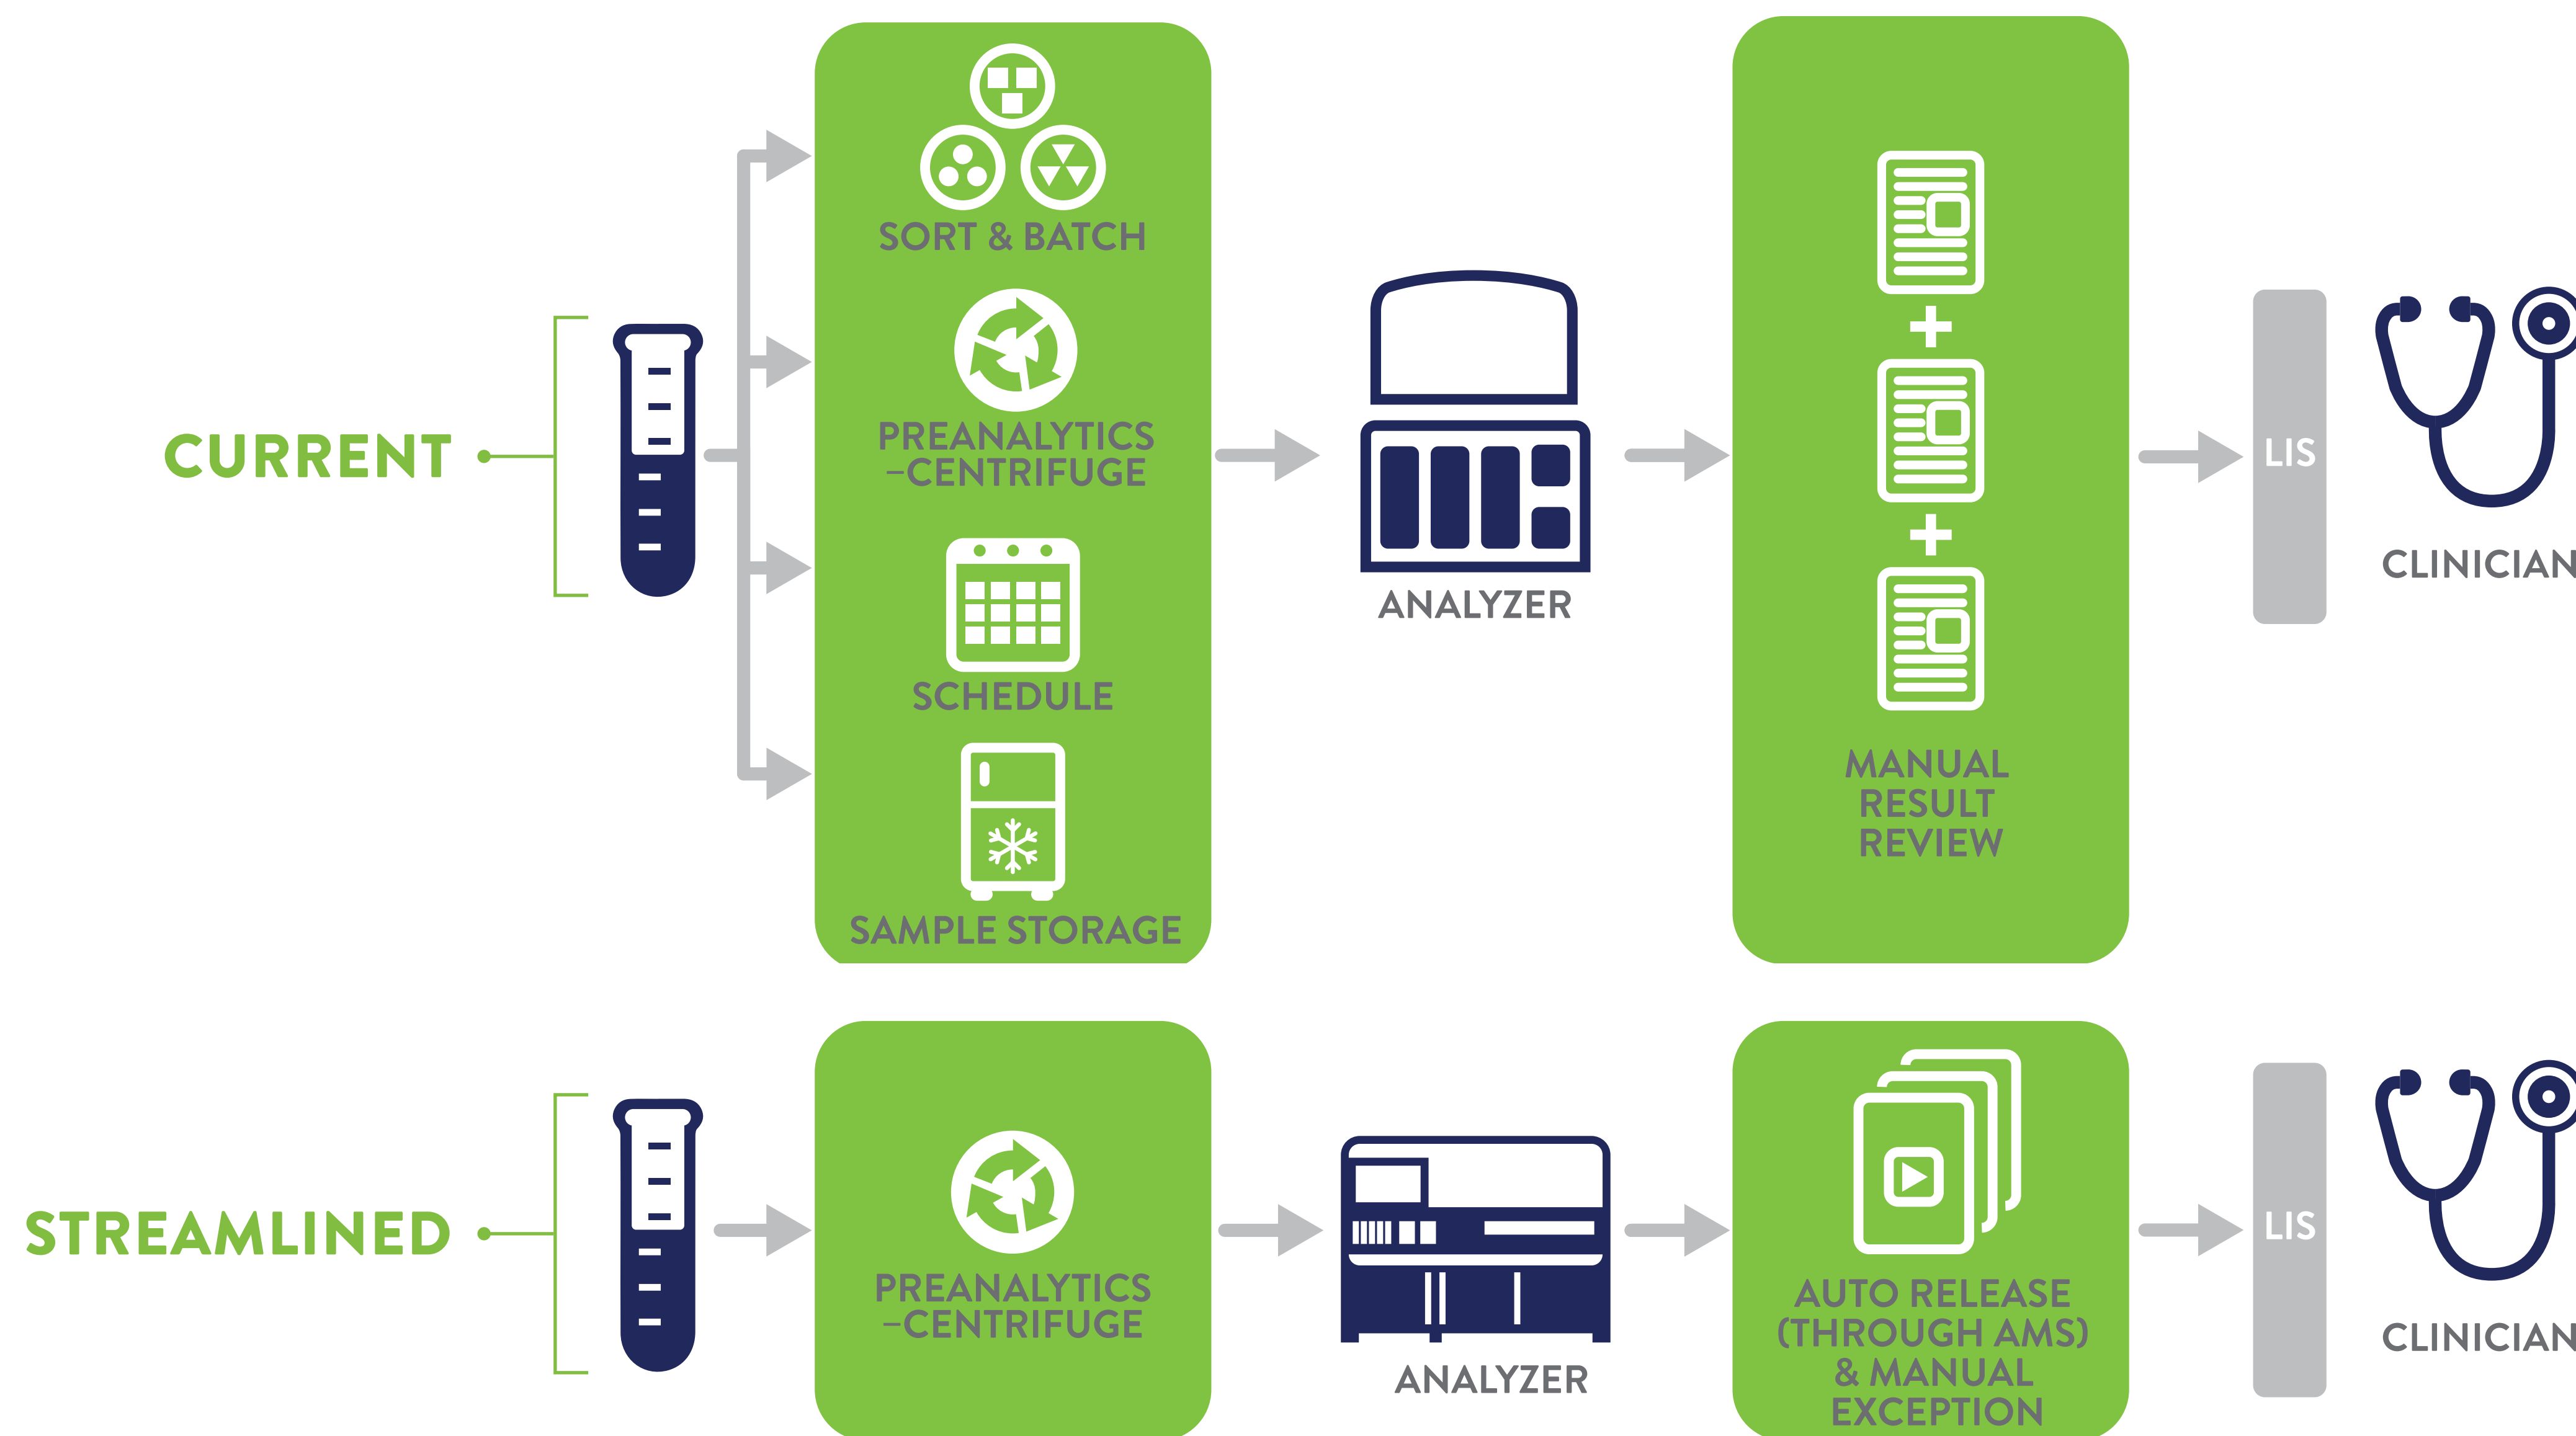 CURRENT
SORT & BATCH
PREANALYTICS
–CENTRIFUGE
SCHEDULE
SAMPLE STORAGE
ANALYZER
MANUAL
RESULT
REVIEW
LIS
CLINICIAN
STREAMLINED
PREANALYTICS
–CENTRIFUGE
ANALYZER
AUTO RELEASE
(THROUGH AMS)
& MANUAL
EXCEPTION
LIS
CLINICIAN